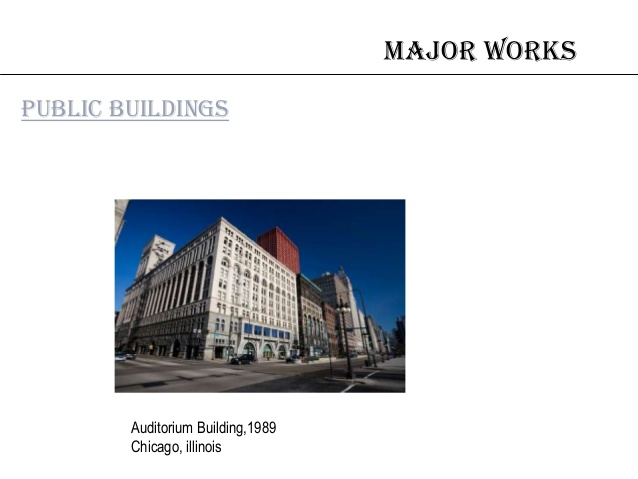 MAJOR WORKS
PUBLIC BUILDINGS
Auditorium Building,1989
Chicago, illinois